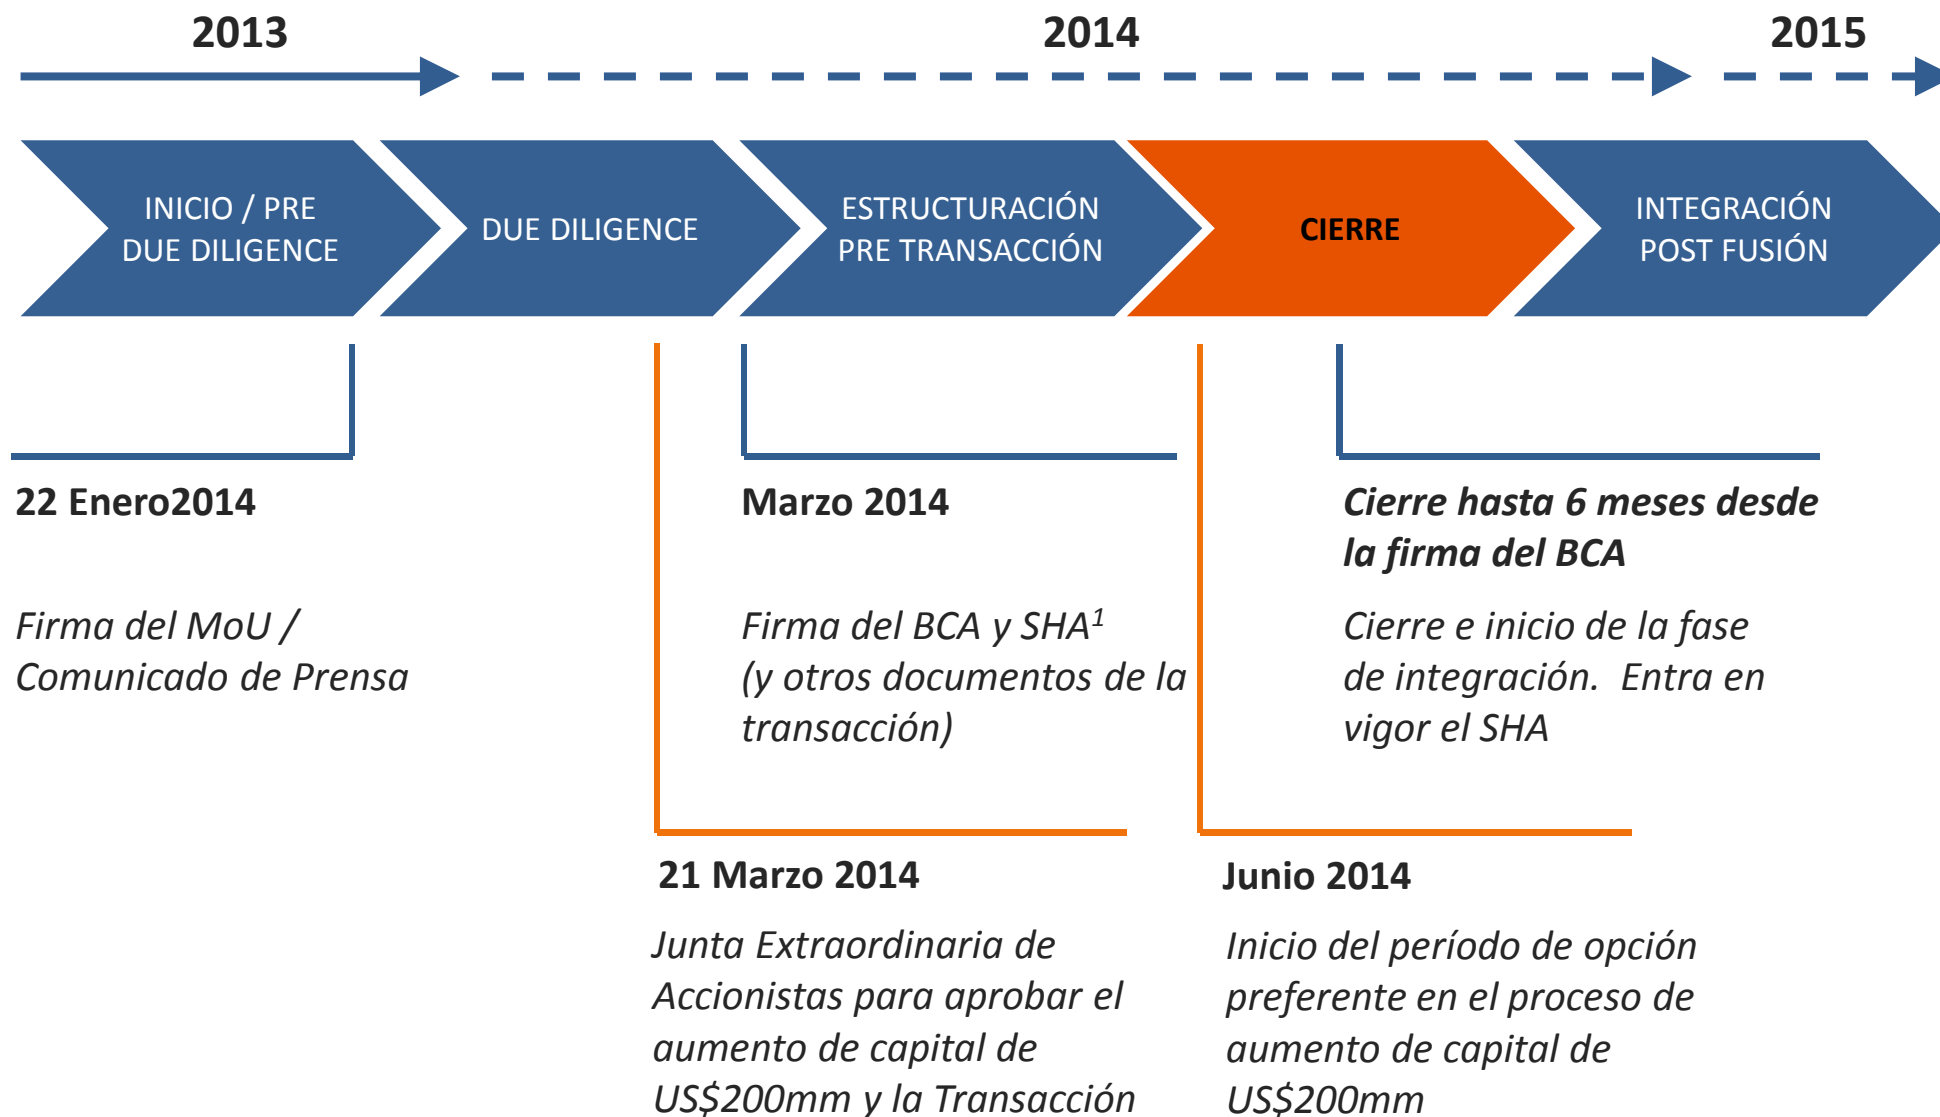 2013
2014
2015
INICIO / PRE
DUE DILIGENCE
DUE DILIGENCE
ESTRUCTURACIÓN
PRE TRANSACCIÓN
CIERRE
INTEGRACIÓN
POST FUSIÓN
22 Enero2014
Firma del MoU /
Comunicado de Prensa
Marzo 2014
Firma del BCA y SHA¹
(y otros documentos de la
transacción)
Cierre hasta 6 meses desde
la firma del BCA
Cierre e inicio de la fase
de integración.  Entra en
vigor el SHA
21 Marzo 2014
Junta Extraordinaria de
Accionistas para aprobar el
aumento de capital de
US$200mm y la Transacción
Junio 2014
Inicio del período de opción
preferente en el proceso de
aumento de capital de
US$200mm